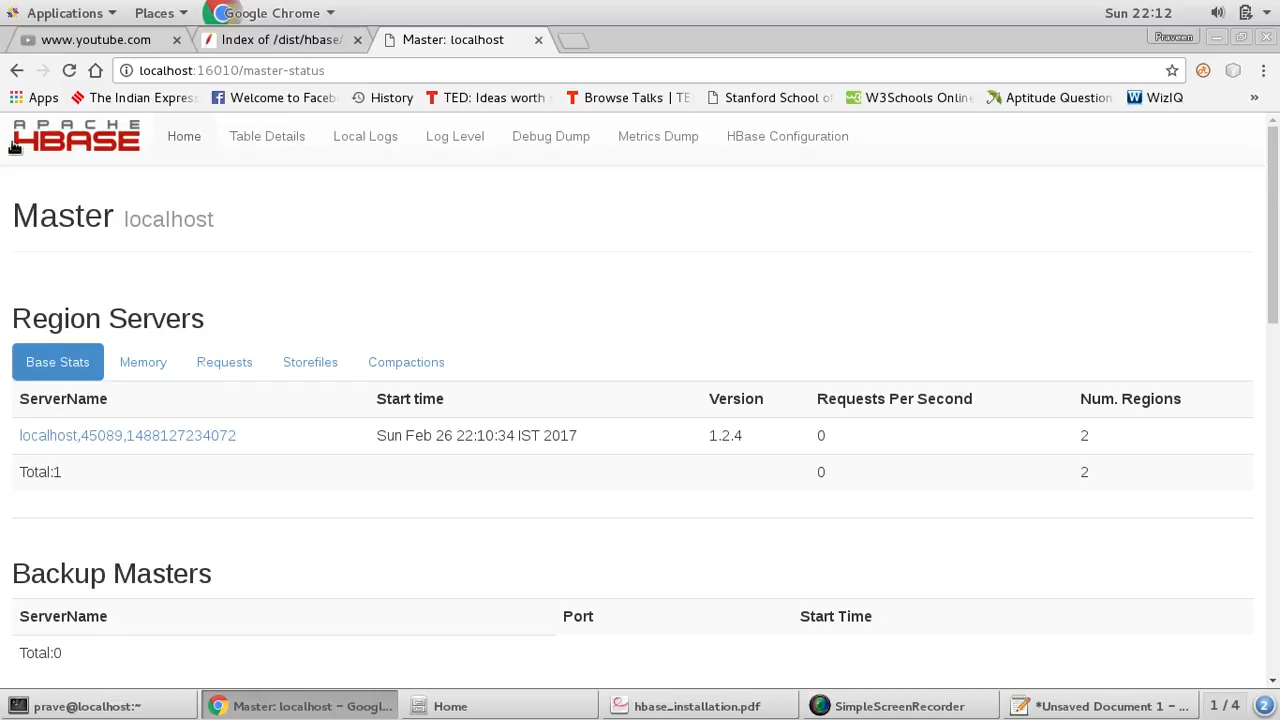 Applications Places Google Chrome Sun 22:12
www.youtube.com Index of /dist/hbase/ Master: localhost Praveen
localhost:16010/master-status
Apps The Indian Expres Welcome to Faceb History TED: Ideas worth Browse Talks | TE Stanford School of W3Schools Onlin Aptitude Question WizIQ »
APACHE
HBASE
Home Table Details Local Logs Log Level Debug Dump Metrics Dump HBase Configuration
Master localhost
Region Servers
Base Stats Memory Requests Storefiles Compactions
ServerName Start time Version Requests Per Second Num. Regions
localhost,45089,1488127234072 Sun Feb 26 22:10:34 IST 2017 1.2.4 0 2
Total:1 0 2
Backup Masters
ServerName Port Start Time
Total:0
prave@localhost:~ Master: localhost – Googl... Home hbase_installation.pdf SimpleScreenRecorder *Unsaved Document 1 – ... 1 / 4 2